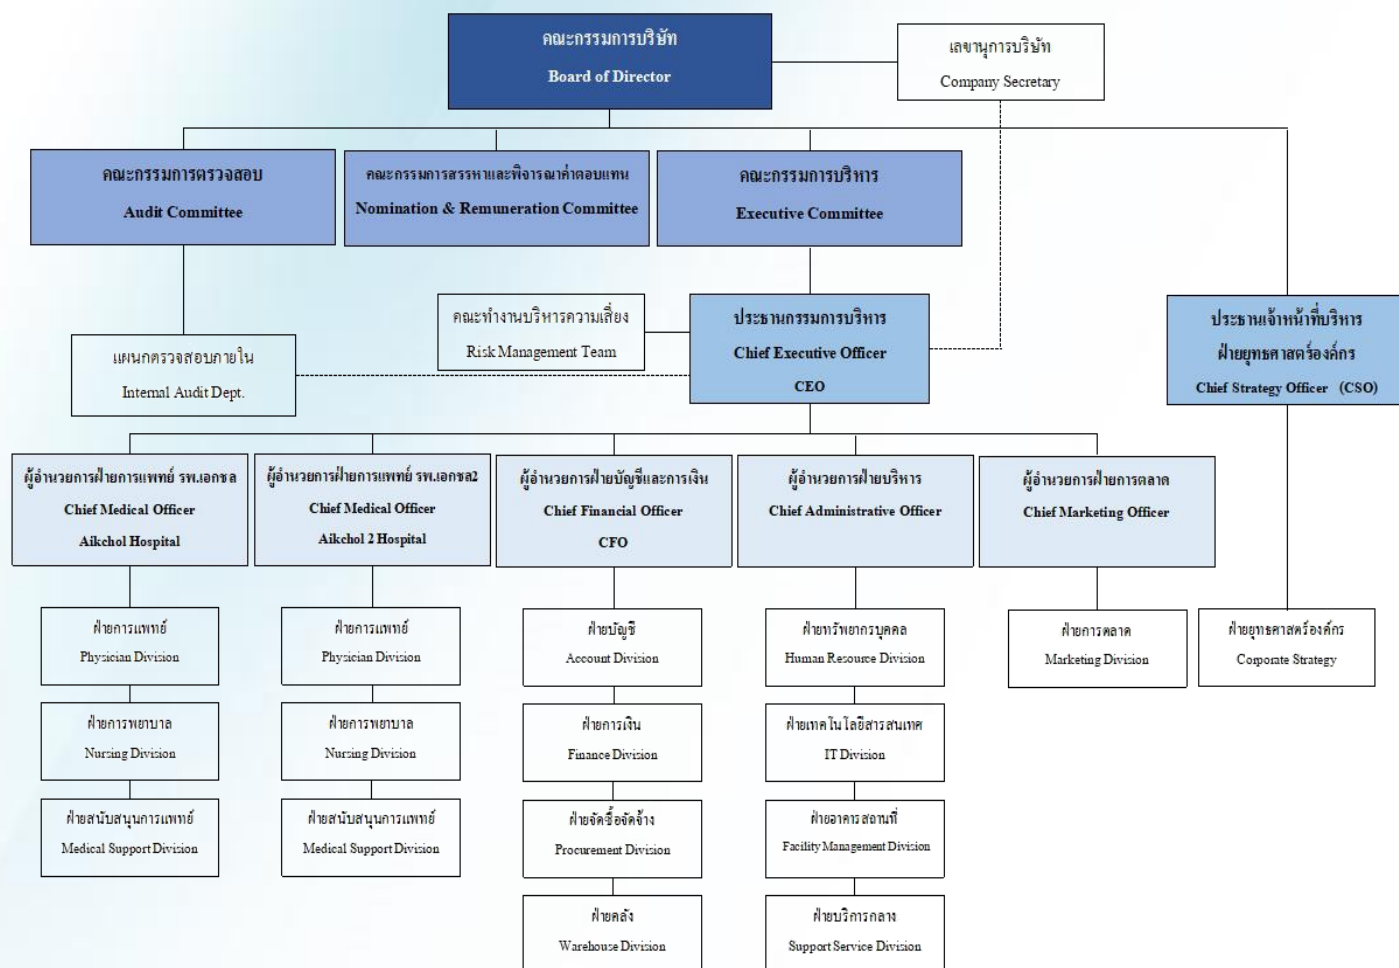 คณะกรรมการบริษัท
Board of Director
เลขานุการบริษัท
Company Secretary
คณะกรรมการตรวจสอบ
Audit Committee
คณะกรรมการสรรหาและพิจารณาค่าตอบแทน
Nomination & Remuneration Committee
คณะกรรมการบริหาร
Executive Committee
คณะทำงานบริหารความเสี่ยง
Risk Management Team
ประธานกรรมการบริหาร
Chief Executive Officer
CEO
ประธานเจ้าหน้าที่บริหาร
ฝ่ายยุทธศาสตร์องค์กร
Chief Strategy Officer (CSO)
แผนกตรวจสอบภายใน
Internal Audit Dept.
ผู้อำนวยการฝ่ายการแพทย์ รพ.เอกชล
Chief Medical Officer
Aikchol Hospital
ผู้อำนวยการฝ่ายการแพทย์ รพ.เอกชล2
Chief Medical Officer
Aikchol 2 Hospital
ผู้อำนวยการฝ่ายบัญชีและการเงิน
Chief Financial Officer
CFO
ผู้อำนวยการฝ่ายบริหาร
Chief Administrative Officer
ผู้อำนวยการฝ่ายการตลาด
Chief Marketing Officer
ฝ่ายการแพทย์
Physician Division
ฝ่ายการแพทย์
Physician Division
ฝ่ายบัญชี
Account Division
ฝ่ายทรัพยากรบุคคล
Human Resource Division
ฝ่ายการตลาด
Marketing Division
ฝ่ายยุทธศาสตร์องค์กร
Corporate Strategy
ฝ่ายการพยาบาล
Nursing Division
ฝ่ายการพยาบาล
Nursing Division
ฝ่ายการเงิน
Finance Division
ฝ่ายเทคโนโลยีสารสนเทศ
IT Division
ฝ่ายสนับสนุนการแพทย์
Medical Support Division
ฝ่ายสนับสนุนการแพทย์
Medical Support Division
ฝ่ายจัดซื้อจัดจ้าง
Procurement Division
ฝ่ายอาคารสถานที่
Facility Management Division
ฝ่ายคลัง
Warehouse Division
ฝ่ายบริการกลาง
Support Service Division